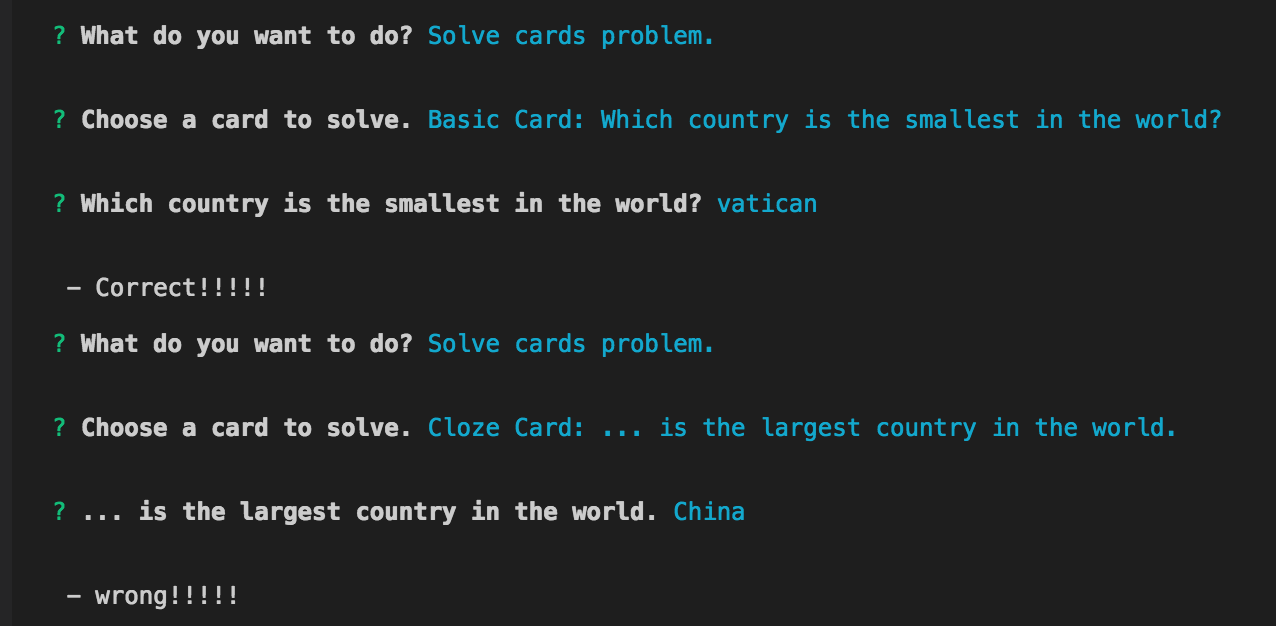 ? What do you want to do? Solve cards problem.
? Choose a card to solve. Basic Card: Which country is the smallest in the world?
? Which country is the smallest in the world? vatican
– Correct!!!!!
? What do you want to do? Solve cards problem.
? Choose a card to solve. Cloze Card: ... is the largest country in the world.
? ... is the largest country in the world. China
– wrong!!!!!